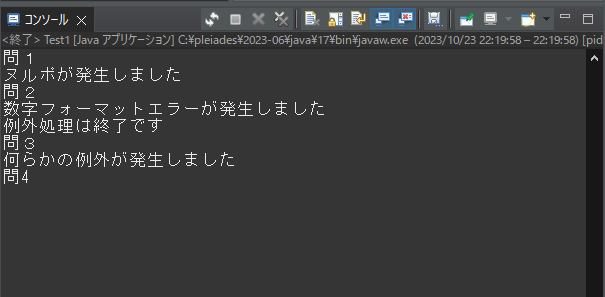 コンソール
<終了> Test1 [Java アプリケーション] C:¥pleiades¥2023-06¥java¥17¥bin¥javaw.exe (2023/10/23 22:19:58 – 22:19:58) [pid
問１
ヌルポが発生しました
問２
数字フォーマットエラーが発生しました
例外処理は終了です
問３
何らかの例外が発生しました
問4